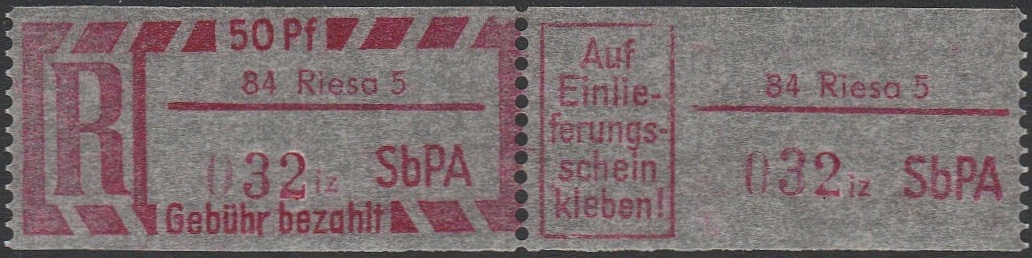 R
50 Pf
84 Riesa 5
032 iz SbPA
Gebühr bezahlt
Auf
Einlie-
ferungs-
schein
kleben!
84 Riesa 5
032 iz SbPA